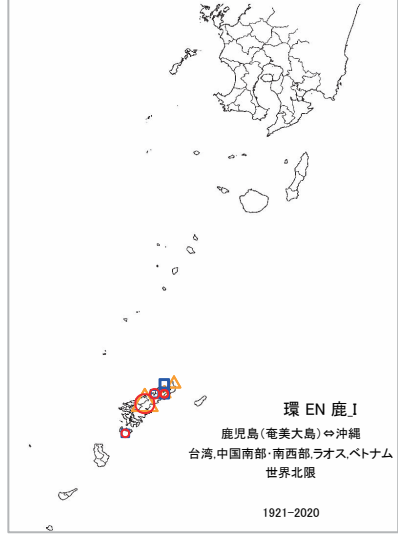 環 EN 鹿_I
鹿児島(奄美大島)⇔沖縄
台湾,中国南部・南西部,ラオス,ベトナム
世界北限
1921-2020